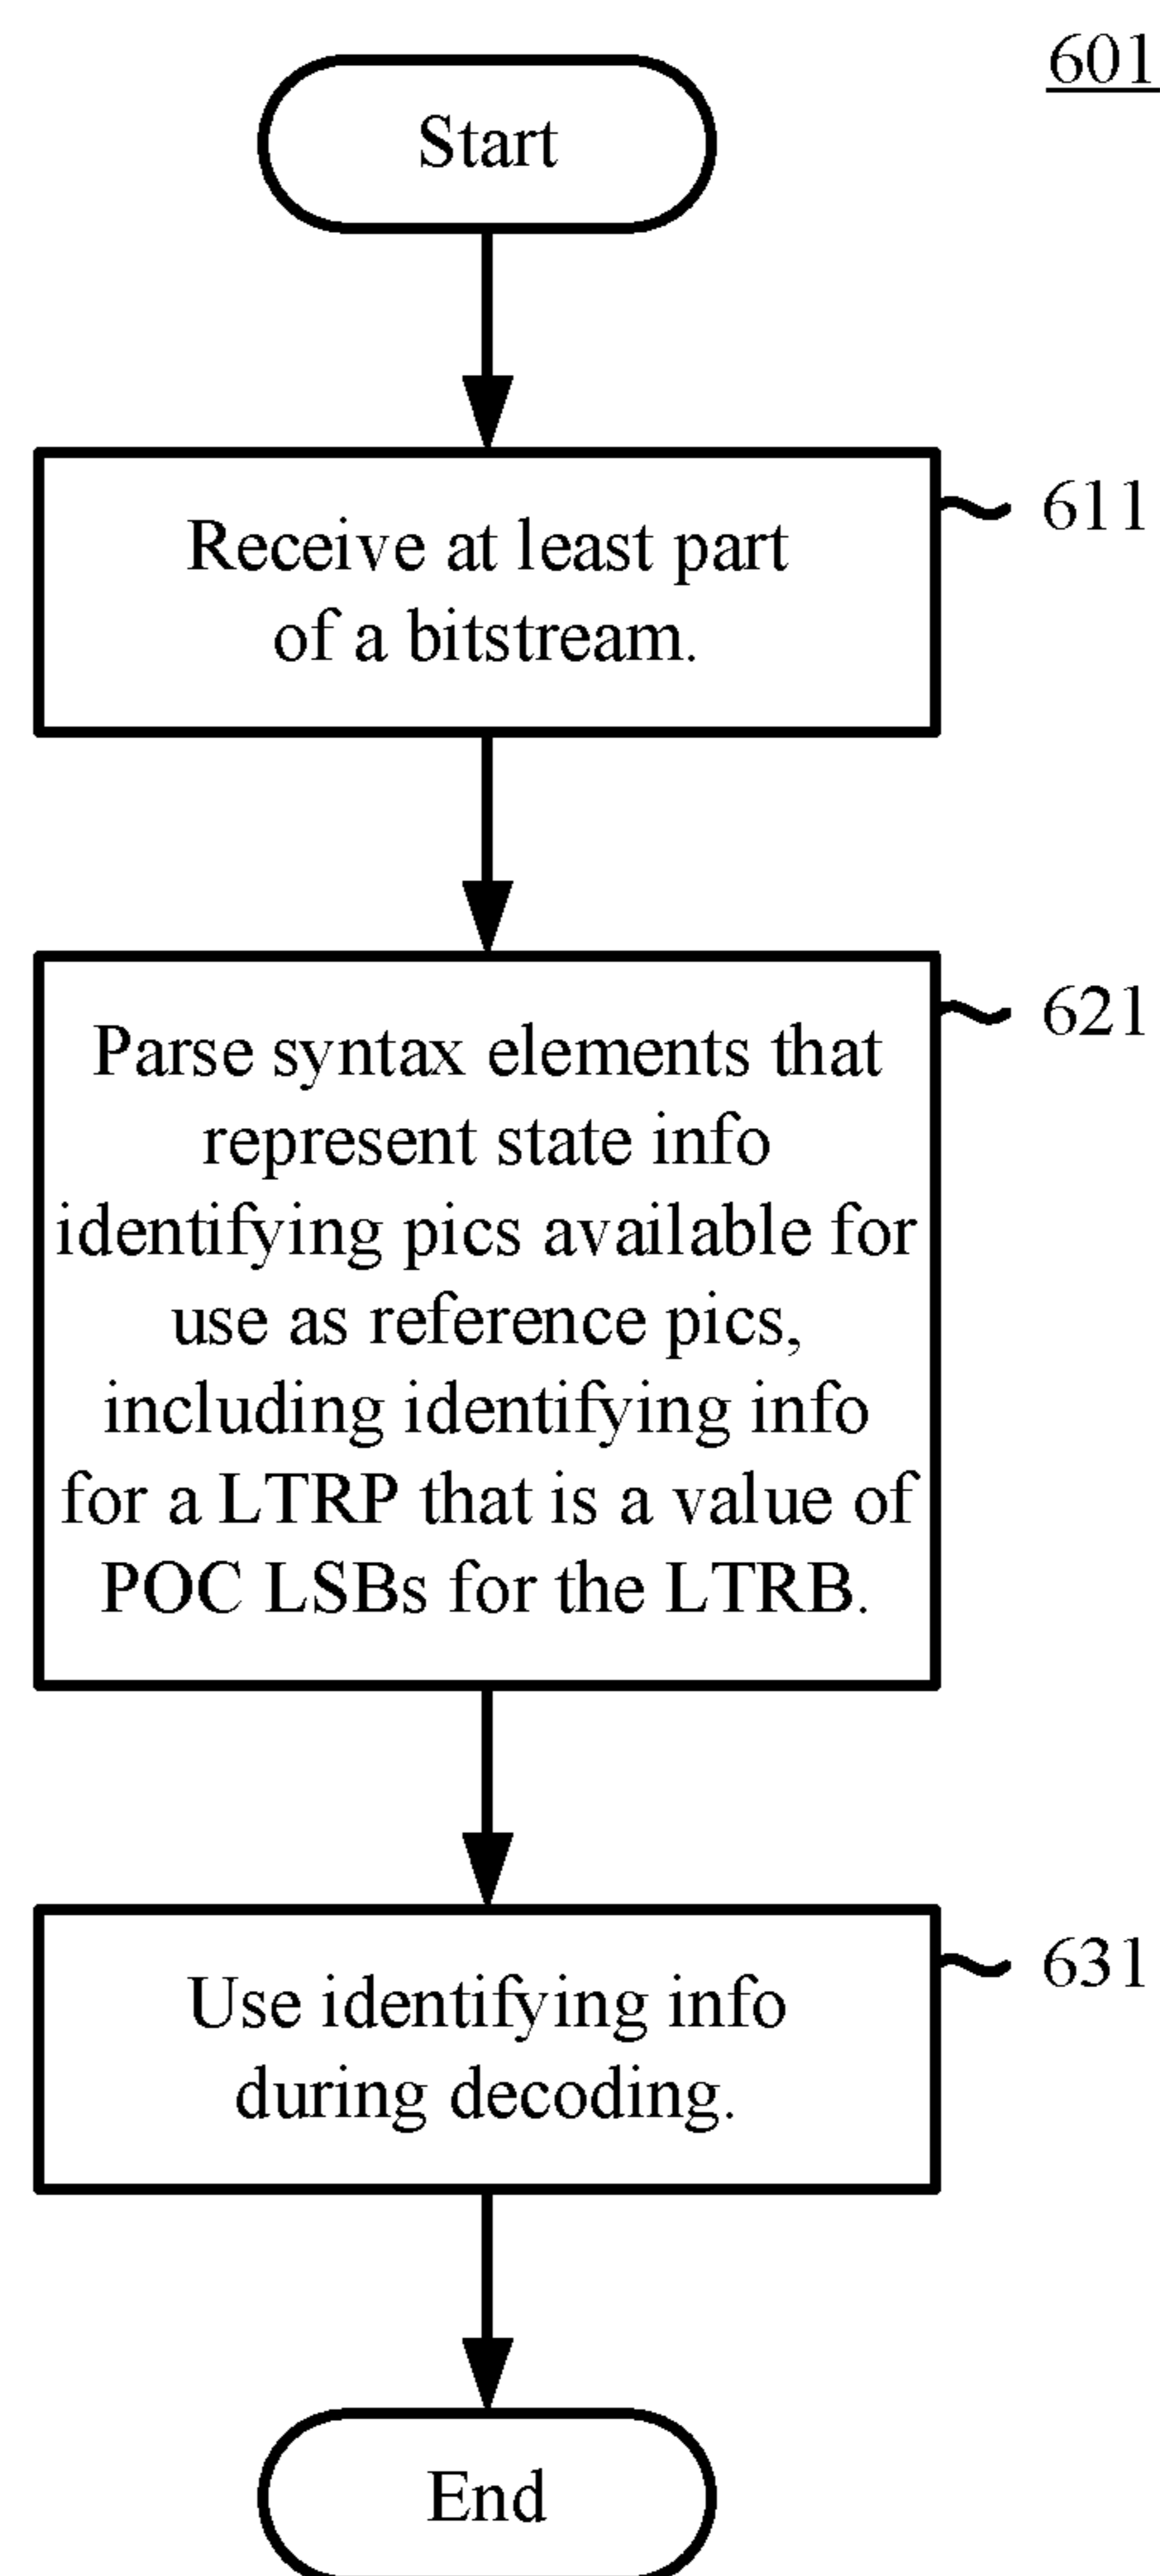 601
Start
Receive at least part
of a bitstream.
611
Parse syntax elements that
represent state info
identifying pics available for
use as reference pics,
including identifying info
for a LTRP that is a value of
POC LSBs for the LTRB.
621
Use identifying info
during decoding.
631
End